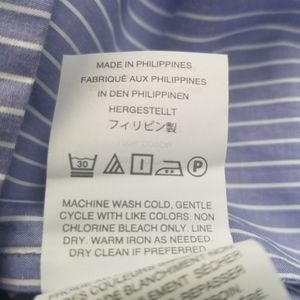 MADE IN PHILIPPINES
FABRIQUÉ AUX PHILIPPINES
IN DEN PHILIPPINEN
HERGESTELLT
フィリピン製
30 P
MACHINE WASH COLD, GENTLE
CYCLE WITH LIKE COLORS. NON
CHLORINE BLEACH ONLY. LINE
DRY. WARM IRON AS NEEDED.
DRY CLEAN IF PREFERRED